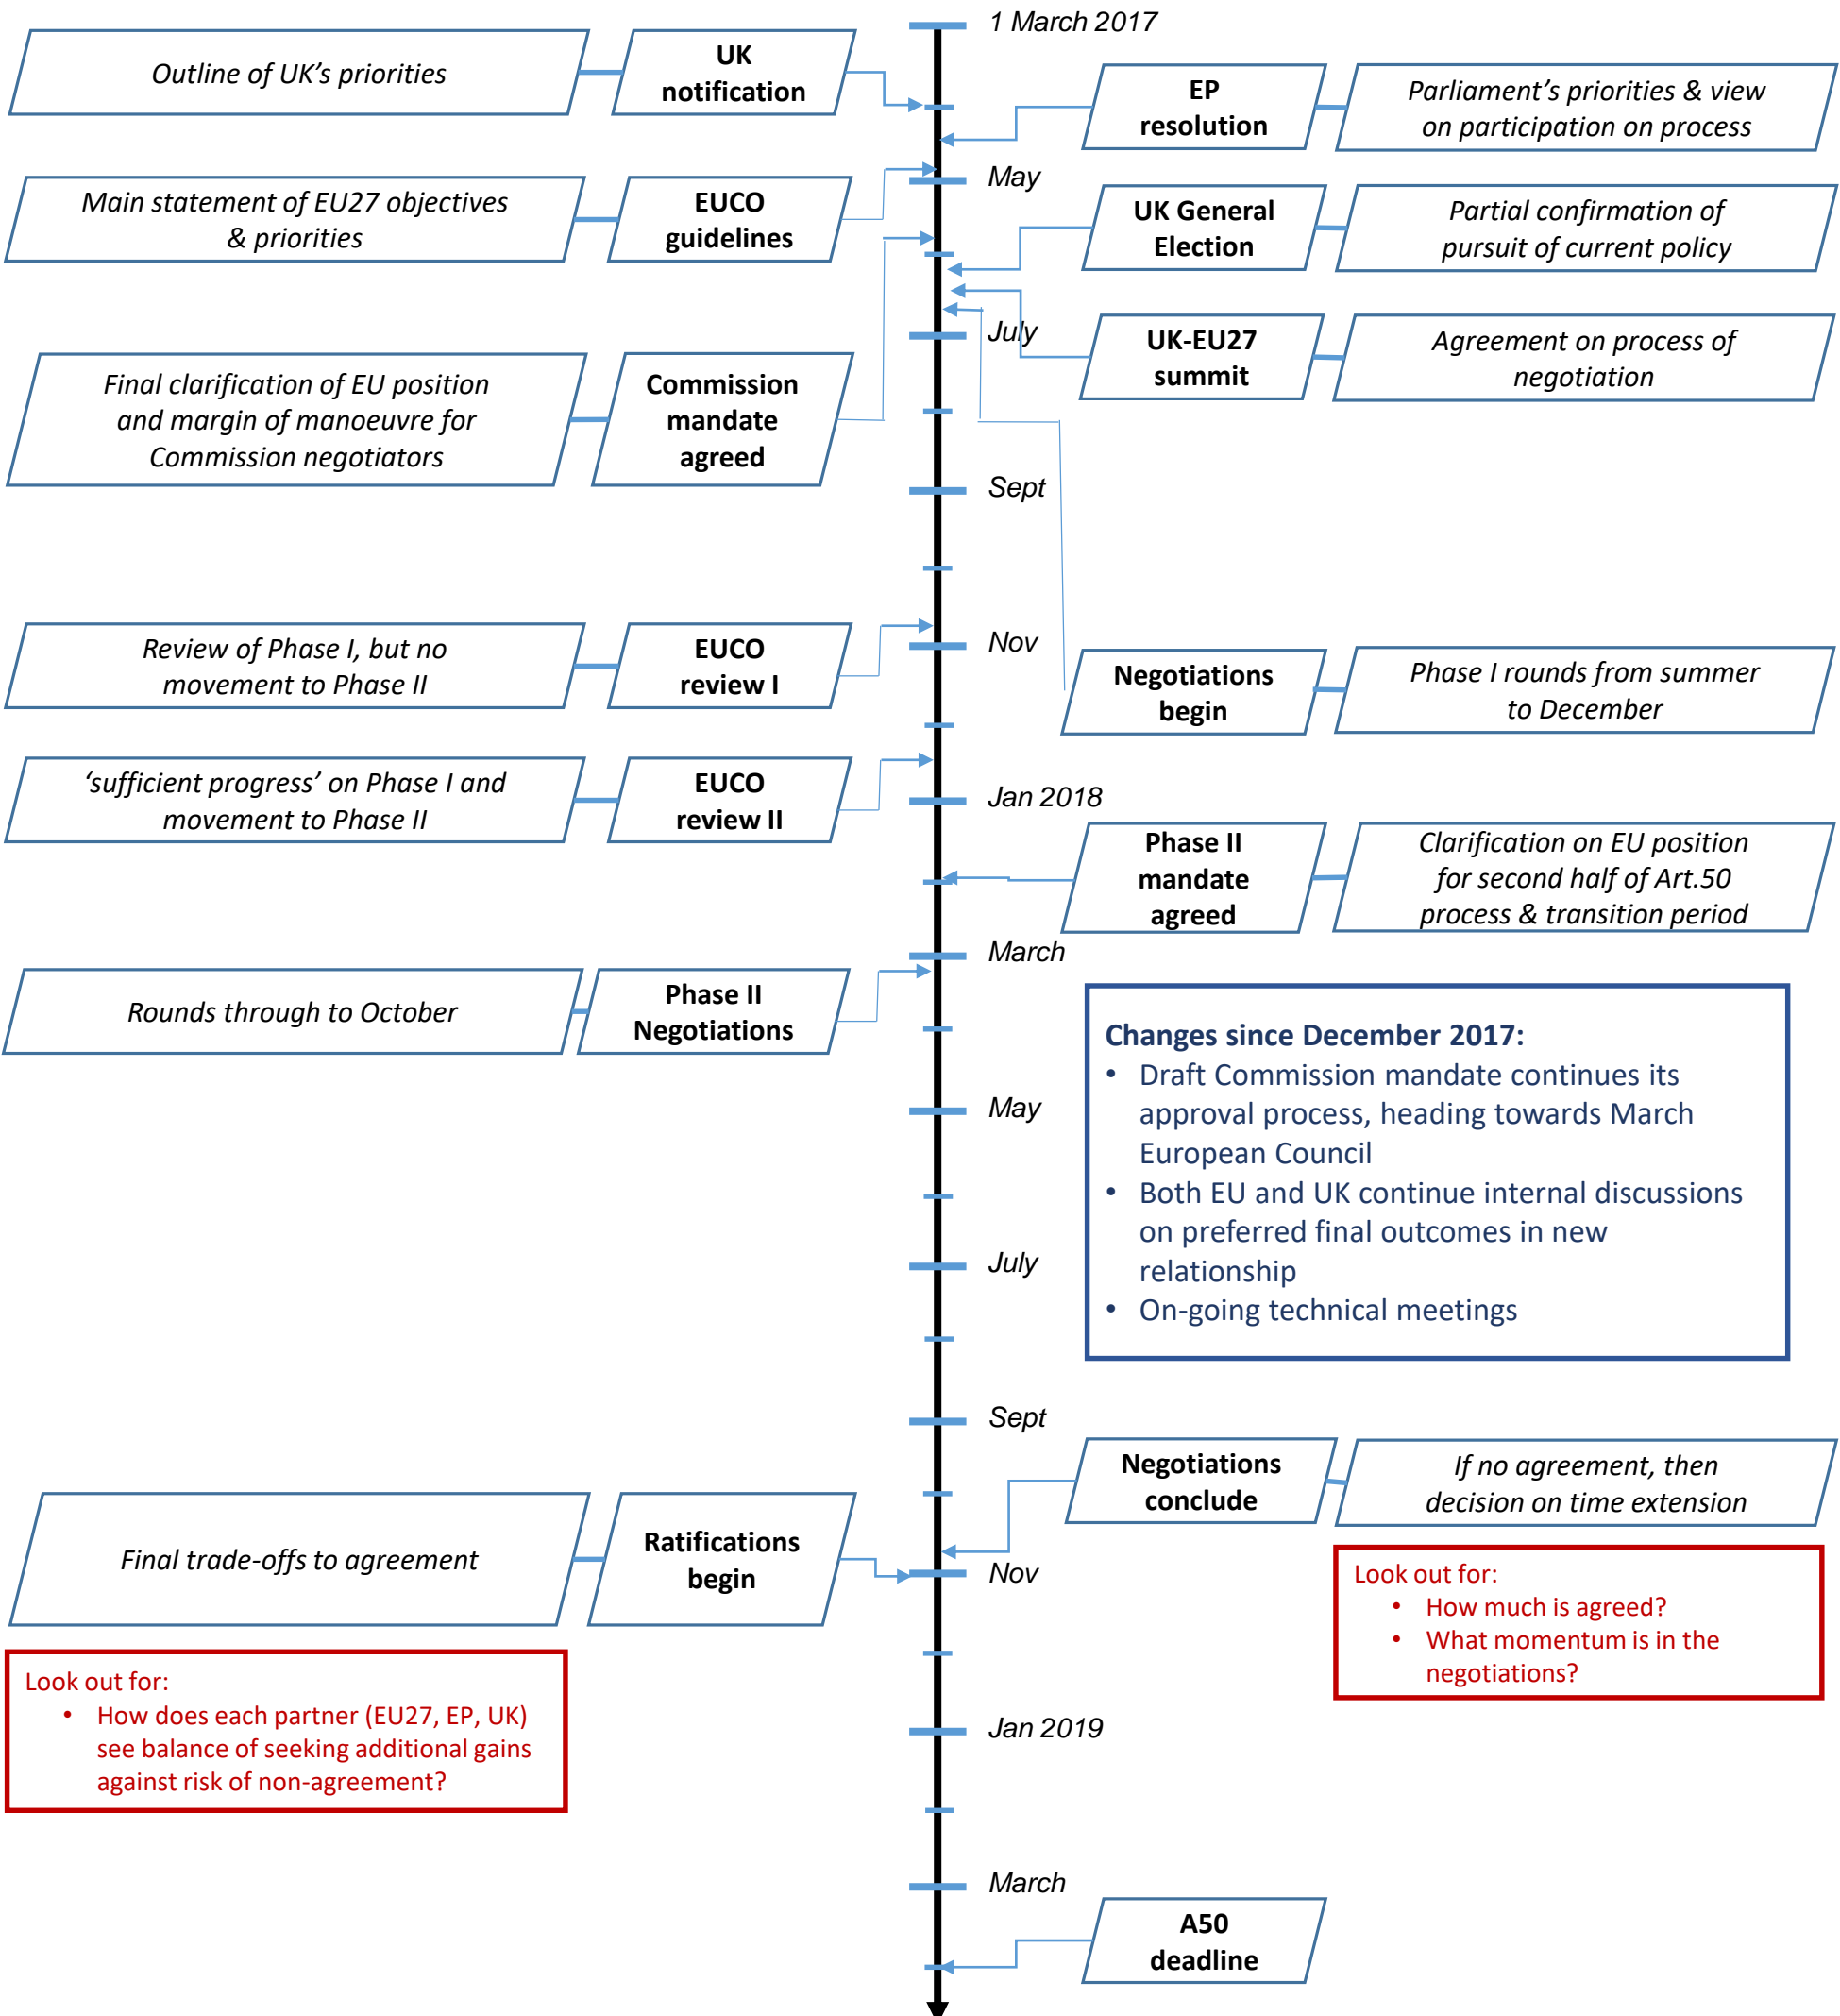 1 March 2017
Outline of UK's priorities
UK
notification
EP
resolution
Parliament's priorities & view
on participation on process
May
Main statement of EU27 objectives
& priorities
EUCO
guidelines
UK General
Election
Partial confirmation of
pursuit of current policy
July
UK-EU27
summit
Agreement on process of
negotiation
Final clarification of EU position
and margin of manoeuvre for
Commission negotiators
Commission
mandate
agreed
Sept
Nov
Review of Phase I, but no
movement to Phase II
EUCO
review I
Negotiations
begin
Phase I rounds from summer
to December
‘sufficient progress’ on Phase I and
movement to Phase II
EUCO
review II
Jan 2018
Phase II
mandate
agreed
Clarification on EU position
for second half of Art.50
process & transition period
March
Rounds through to October
Phase II
Negotiations
Changes since December 2017:
• Draft Commission mandate continues its
approval process, heading towards March
European Council
• Both EU and UK continue internal discussions
on preferred final outcomes in new
relationship
• On-going technical meetings
May
July
Sept
Negotiations
conclude
If no agreement, then
decision on time extension
Final trade-offs to agreement
Ratifications
begin
Nov
Look out for:
• How much is agreed?
• What momentum is in the
negotiations?
Look out for:
• How does each partner (EU27, EP, UK)
see balance of seeking additional gains
against risk of non-agreement?
Jan 2019
March
A50
deadline